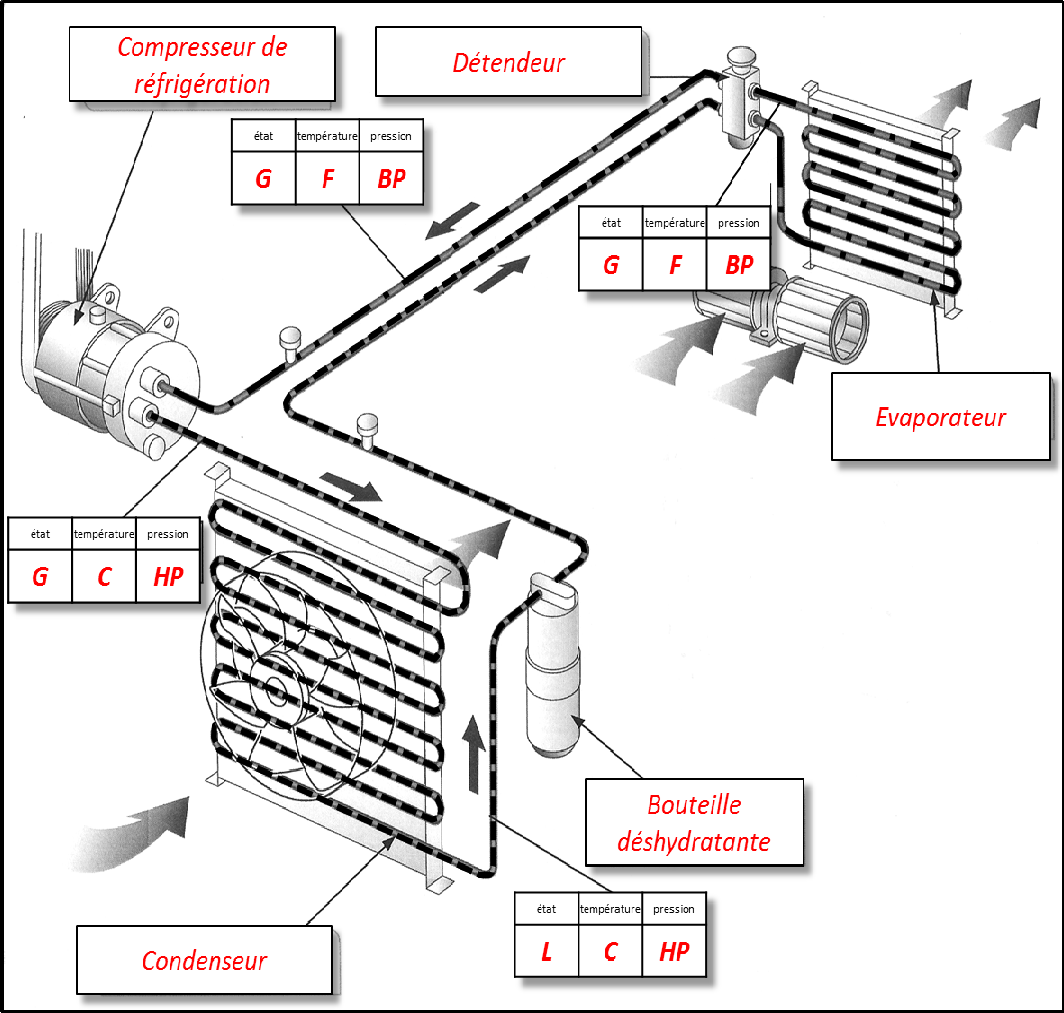 Compresseur de
réfrigération
Détendeur
état température pression
G F BP
état température pression
G F BP
Evaporateur
état température pression
G C HP
Bouteille
déshydratante
état température pression
L C HP
Condenseur